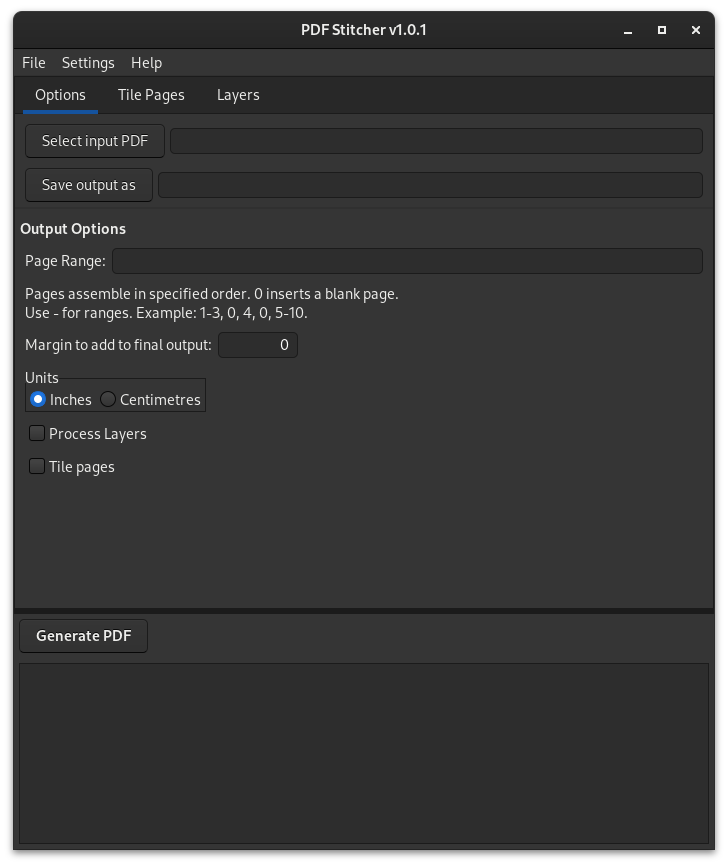 PDF Stitcher v1.0.1
File Settings Help
Options Tile Pages Layers
Select input PDF
Save output as
Output Options
Page Range:
Pages assemble in specified order. 0 inserts a blank page.
Use - for ranges. Example: 1-3, 0, 4, 0, 5-10.
Margin to add to final output: 0
Units
Inches Centimetres
Process Layers
Tile pages
Generate PDF